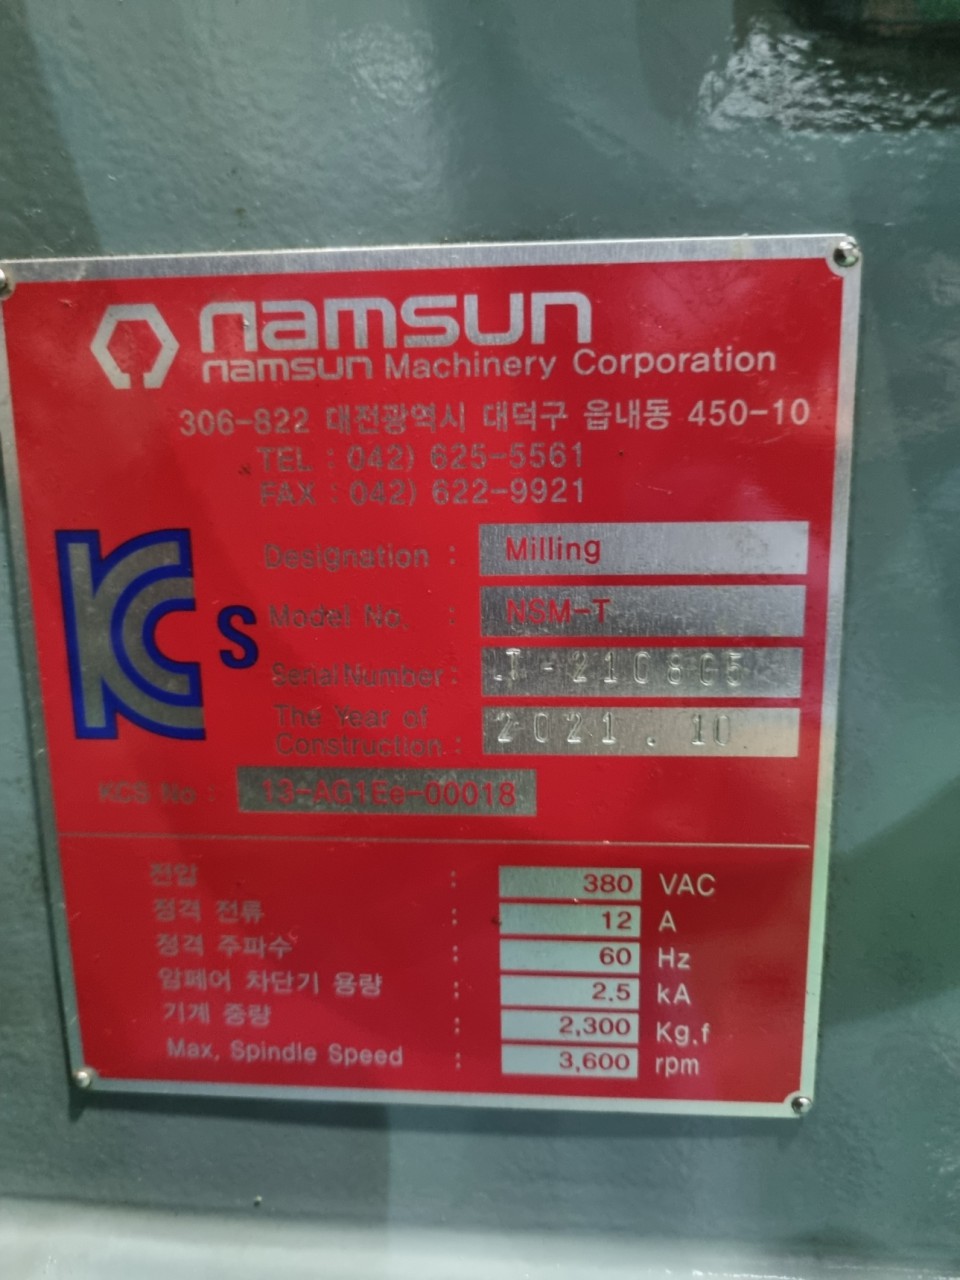 namsun
namsun Machinery Corporation
306-822 대전광역시 대덕구 읍내동 450-10
TEL : 042) 625-5561
FAX : 042) 622-9921
Designation : Milling
KC S
Model No. : NSM-T
Serial Number :
The Year of
Construction : 2021. 10
KCS No : 13-AG1Ee-00018
전압 : 380 VAC
정격 전류 : 12 A
정격 주파수 : 60 Hz
암페어 차단기 용량 : 2.5 kA
기계 중량 : 2,300 Kg.f
Max, Spindle Speed : 3,600 rpm